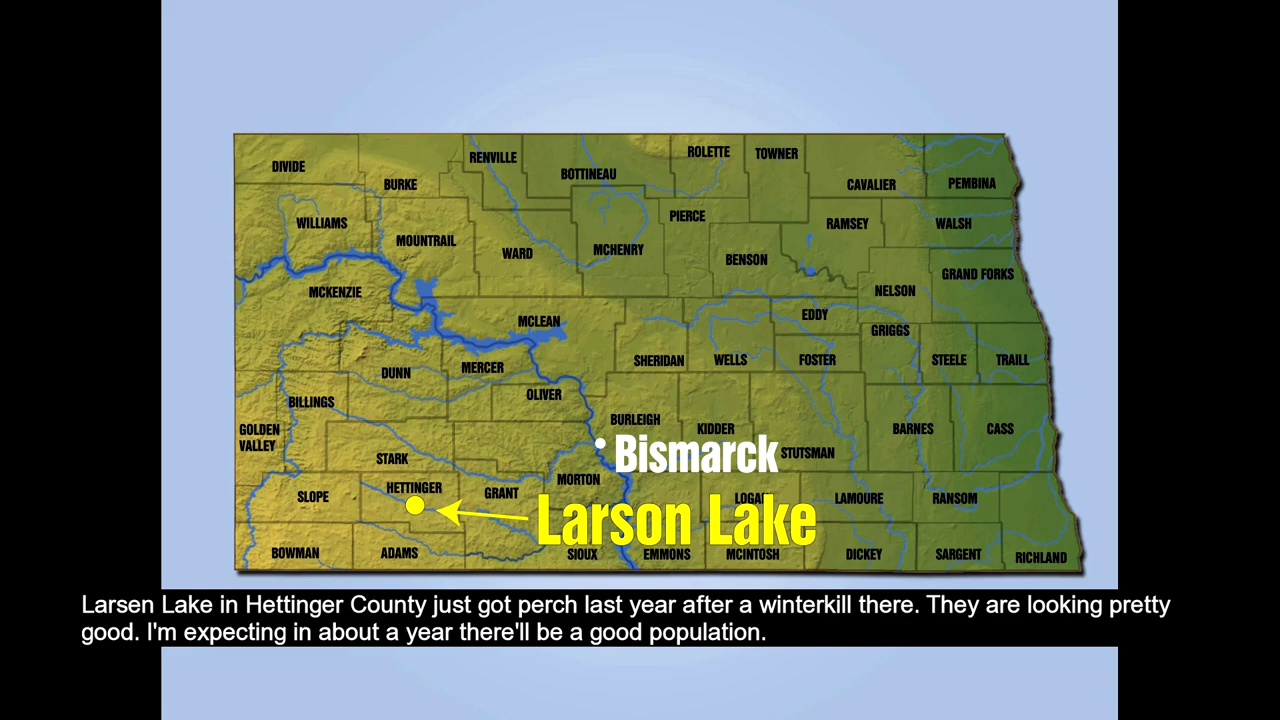 DIVIDE
BURKE
RENVILLE
BOTTINEAU
ROLETTE
TOWNER
CAVALIER
PEMBINA
WILLIAMS
MOUNTRAIL
WARD
MCHENRY
PIERCE
BENSON
RAMSEY
WALSH
GRAND FORKS
MCKENZIE
MCLEAN
NELSON
EDDY
GRIGGS
DUNN
MERCER
SHERIDAN
WELLS
FOSTER
STEELE
TRAILL
BILLINGS
OLIVER
BURLEIGH
KIDDER
BARNES
CASS
GOLDEN
VALLEY
STARK
Bismarck
STUTSMAN
SLOPE
HETTINGER
GRANT
MORTON
LOGAN
LAMOURE
RANSOM
Larson Lake
BOWMAN
ADAMS
SIOUX
EMMONS
MCINTOSH
DICKEY
SARGENT
RICHLAND
Larsen Lake in Hettinger County just got perch last year after a winterkill there. They are looking pretty
good. I'm expecting in about a year there'll be a good population.